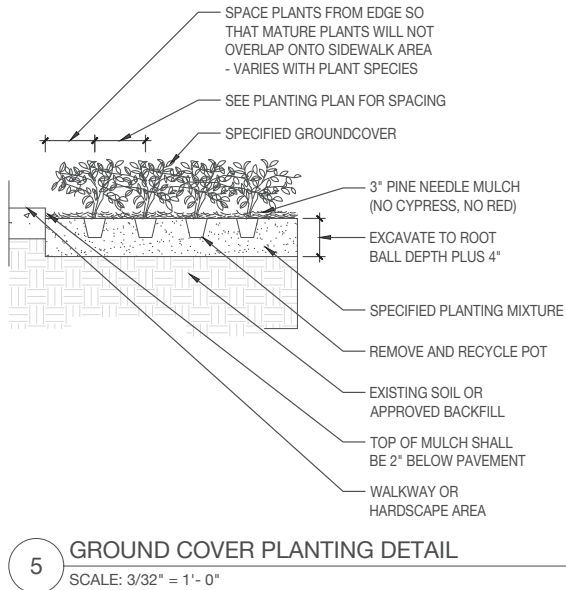 SPACE PLANTS FROM EDGE SO
THAT MATURE PLANTS WILL NOT
OVERLAP ONTO SIDEWALK AREA
- VARIES WITH PLANT SPECIES
SEE PLANTING PLAN FOR SPACING
SPECIFIED GROUNDCOVER
3" PINE NEEDLE MULCH
(NO CYPRESS, NO RED)
EXCAVATE TO ROOT
BALL DEPTH PLUS 4"
SPECIFIED PLANTING MIXTURE
REMOVE AND RECYCLE POT
EXISTING SOIL OR
APPROVED BACKFILL
TOP OF MULCH SHALL
BE 2" BELOW PAVEMENT
WALKWAY OR
HARDSCAPE AREA
5 GROUND COVER PLANTING DETAIL
SCALE: 3/32" = 1'- 0"